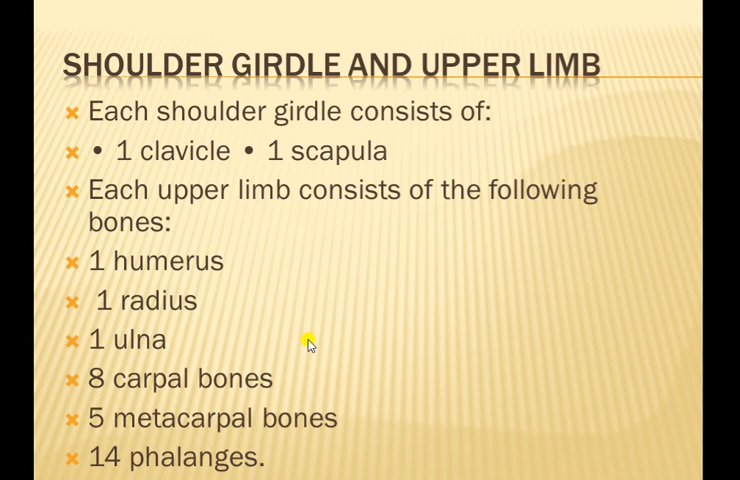 SHOULDER GIRDLE AND UPPER LIMB
Each shoulder girdle consists of:
• 1 clavicle • 1 scapula
Each upper limb consists of the following
bones:
1 humerus
1 radius
1 ulna
8 carpal bones
5 metacarpal bones
14 phalanges.